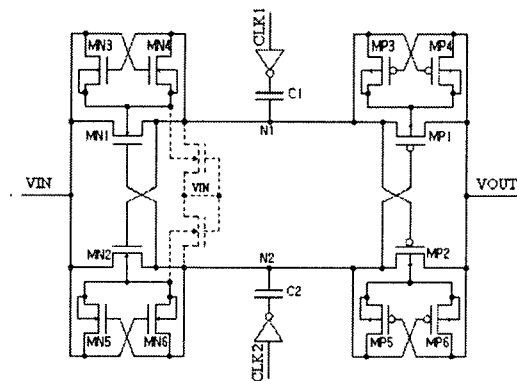 CLK1
MN3 MN4
MP3 MP4
C1
MN1
N1
MP1
VIN
VIN
VOUT
MN2
N2
MP2
C2
MN5 MN6
MP5 MP6
CLK2